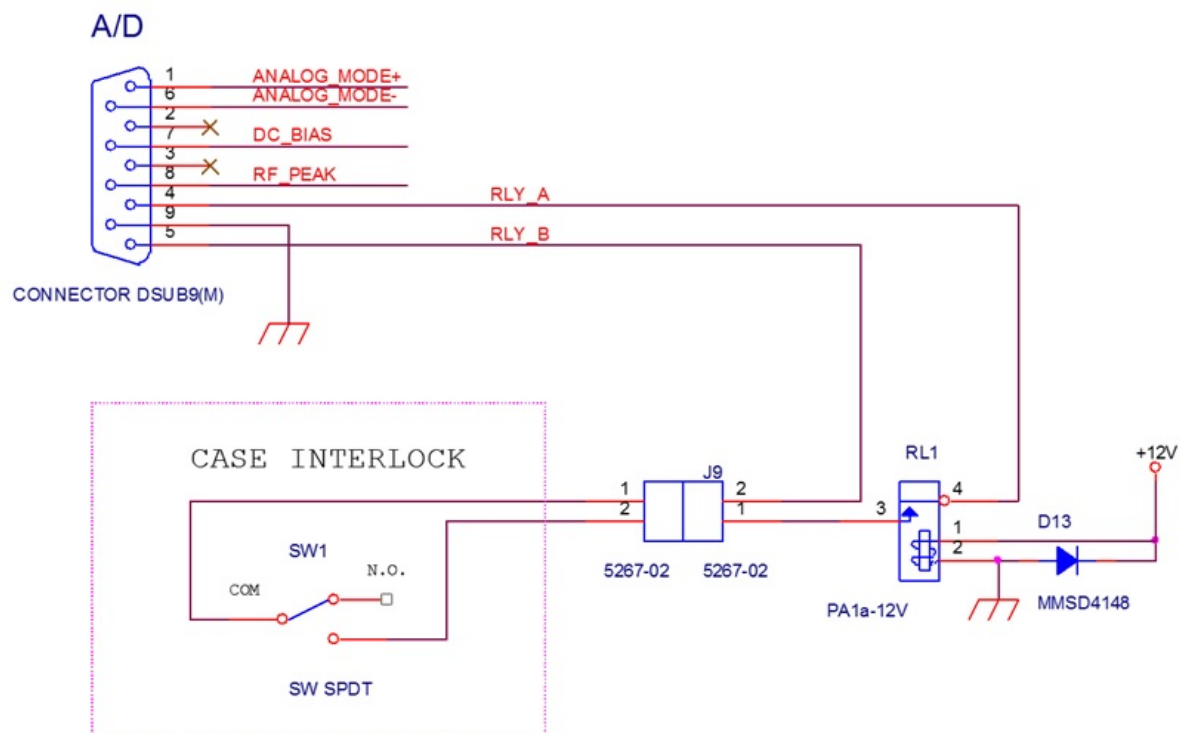 A/D
1
ANALOG_MODE+
6
ANALOG_MODE-
2
7
DC_BIAS
3
8
RF_PEAK
4
RLY_A
9
5
RLY_B
CONNECTOR DSUB9(M)
CASE INTERLOCK
SW1
COM
N.O.
SW SPDT
1
2
J9
2
1
5267-02
5267-02
RL1
3
4
1
2
PA1a-12V
+12V
D13
MMSD4148